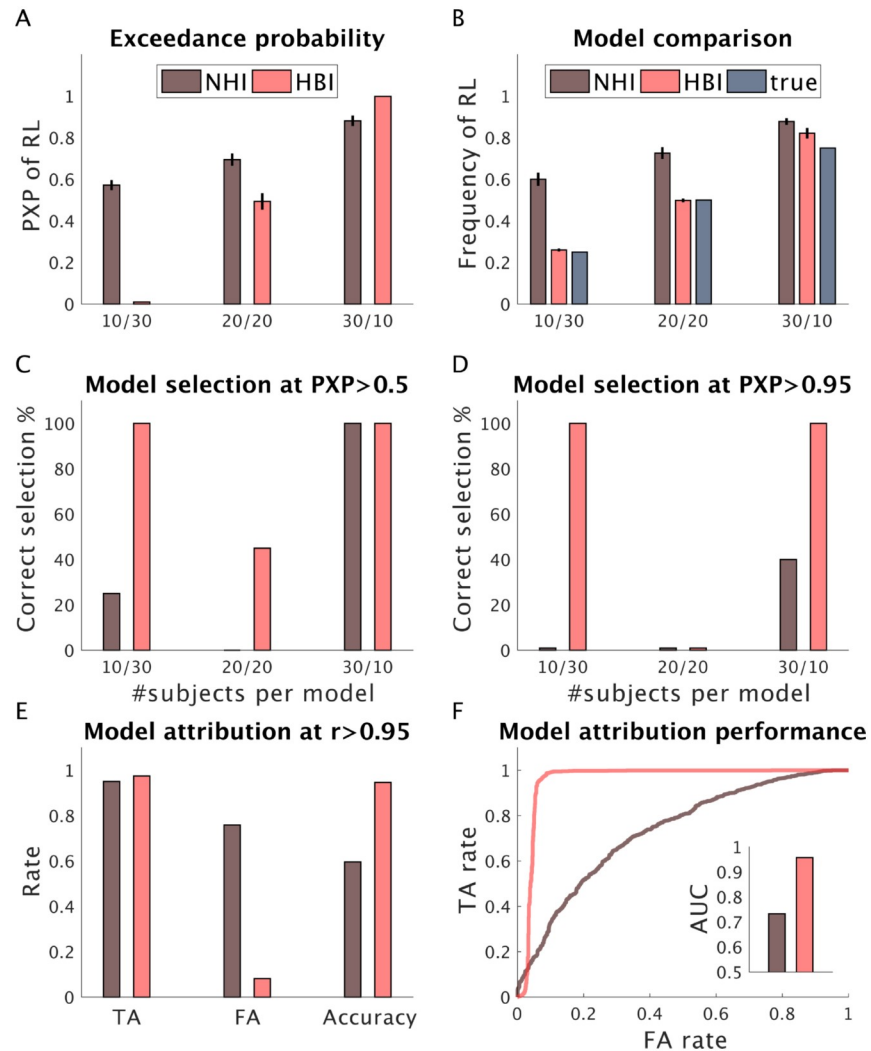 A
Exceedance probability
NHI HBI
PXP of RL
1
0.8
0.6
0.4
0.2
0
10/30 20/20 30/10
B
Model comparison
NHI HBI true
Frequency of RL
1
0.8
0.6
0.4
0.2
0
10/30 20/20 30/10
C
Model selection at PXP>0.5
Correct selection %
100
80
60
40
20
0
10/30 20/20 30/10
#subjects per model
D
Model selection at PXP>0.95
Correct selection %
100
80
60
40
20
0
10/30 20/20 30/10
#subjects per model
E
Model attribution at r>0.95
Rate
1
0.8
0.6
0.4
0.2
0
TA FA Accuracy
F
Model attribution performance
TA rate
1
0.8
0.6
0.4
0.2
0
0 0.2 0.4 0.6 0.8 1
FA rate
AUC
1
0.9
0.8
0.7
0.6
0.5